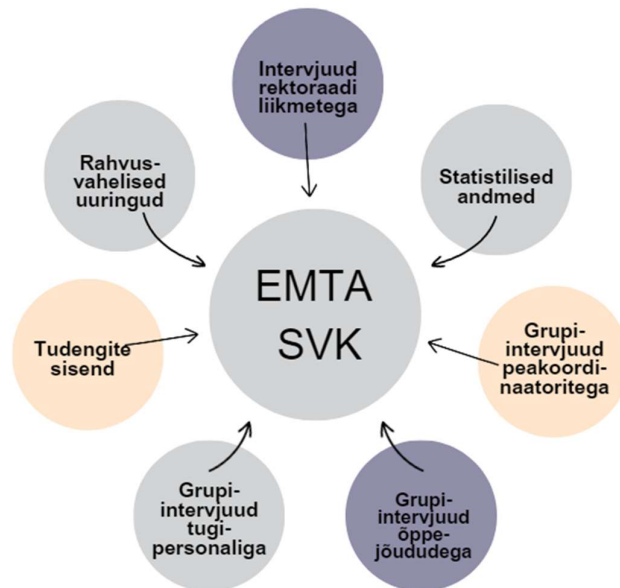 Intervjuud
rektoraadi
liikmetega
Rahvus-
vahelised
uuringud
Statistilised
andmed
EMTA
SVK
Tudengite
sisend
Grupi-
intervjuud
peakoordi-
naatoritega
Grupi-
intervjuud
tugi-
personaliga
Grupi-
intervjuud
õppe-
jõududega